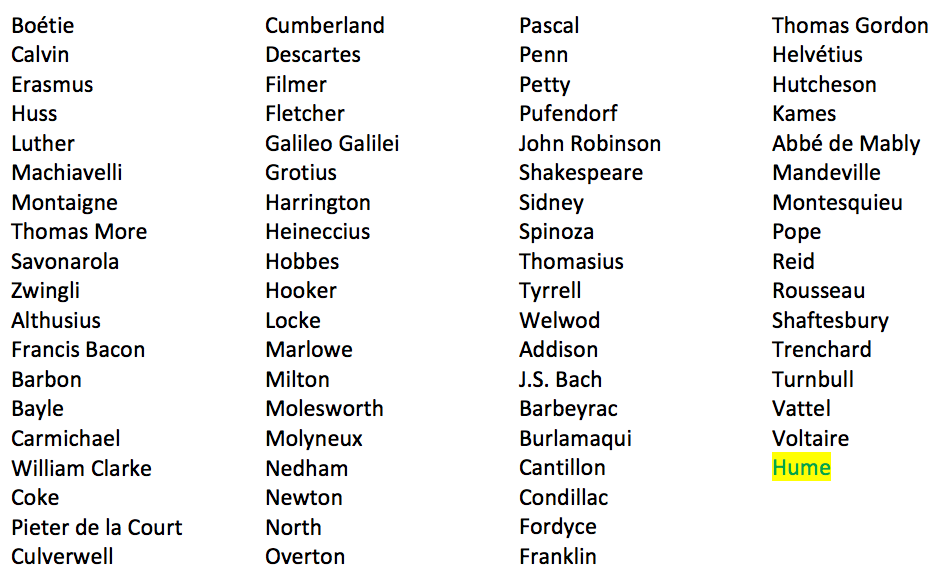 Boétie
Calvin
Erasmus
Huss
Luther
Machiavelli
Montaigne
Thomas More
Savonarola
Zwingli
Althusius
Francis Bacon
Barbon
Bayle
Carmichael
William Clarke
Coke
Pieter de la Court
Culverwell
Cumberland
Descartes
Filmer
Fletcher
Galileo Galilei
Grotius
Harrington
Heineccius
Hobbes
Hooker
Locke
Marlowe
Milton
Molesworth
Molyneux
Nedham
Newton
North
Overton
Pascal
Penn
Petty
Pufendorf
John Robinson
Shakespeare
Sidney
Spinoza
Thomasius
Tyrrell
Welwod
Addison
J.S. Bach
Barbeyrac
Burlamaqui
Cantillon
Condillac
Fordyce
Franklin
Thomas Gordon
Helvétius
Hutcheson
Kames
Abbé de Mably
Mandeville
Montesquieu
Pope
Reid
Rousseau
Shaftesbury
Trenchard
Turnbull
Vattel
Voltaire
Hume